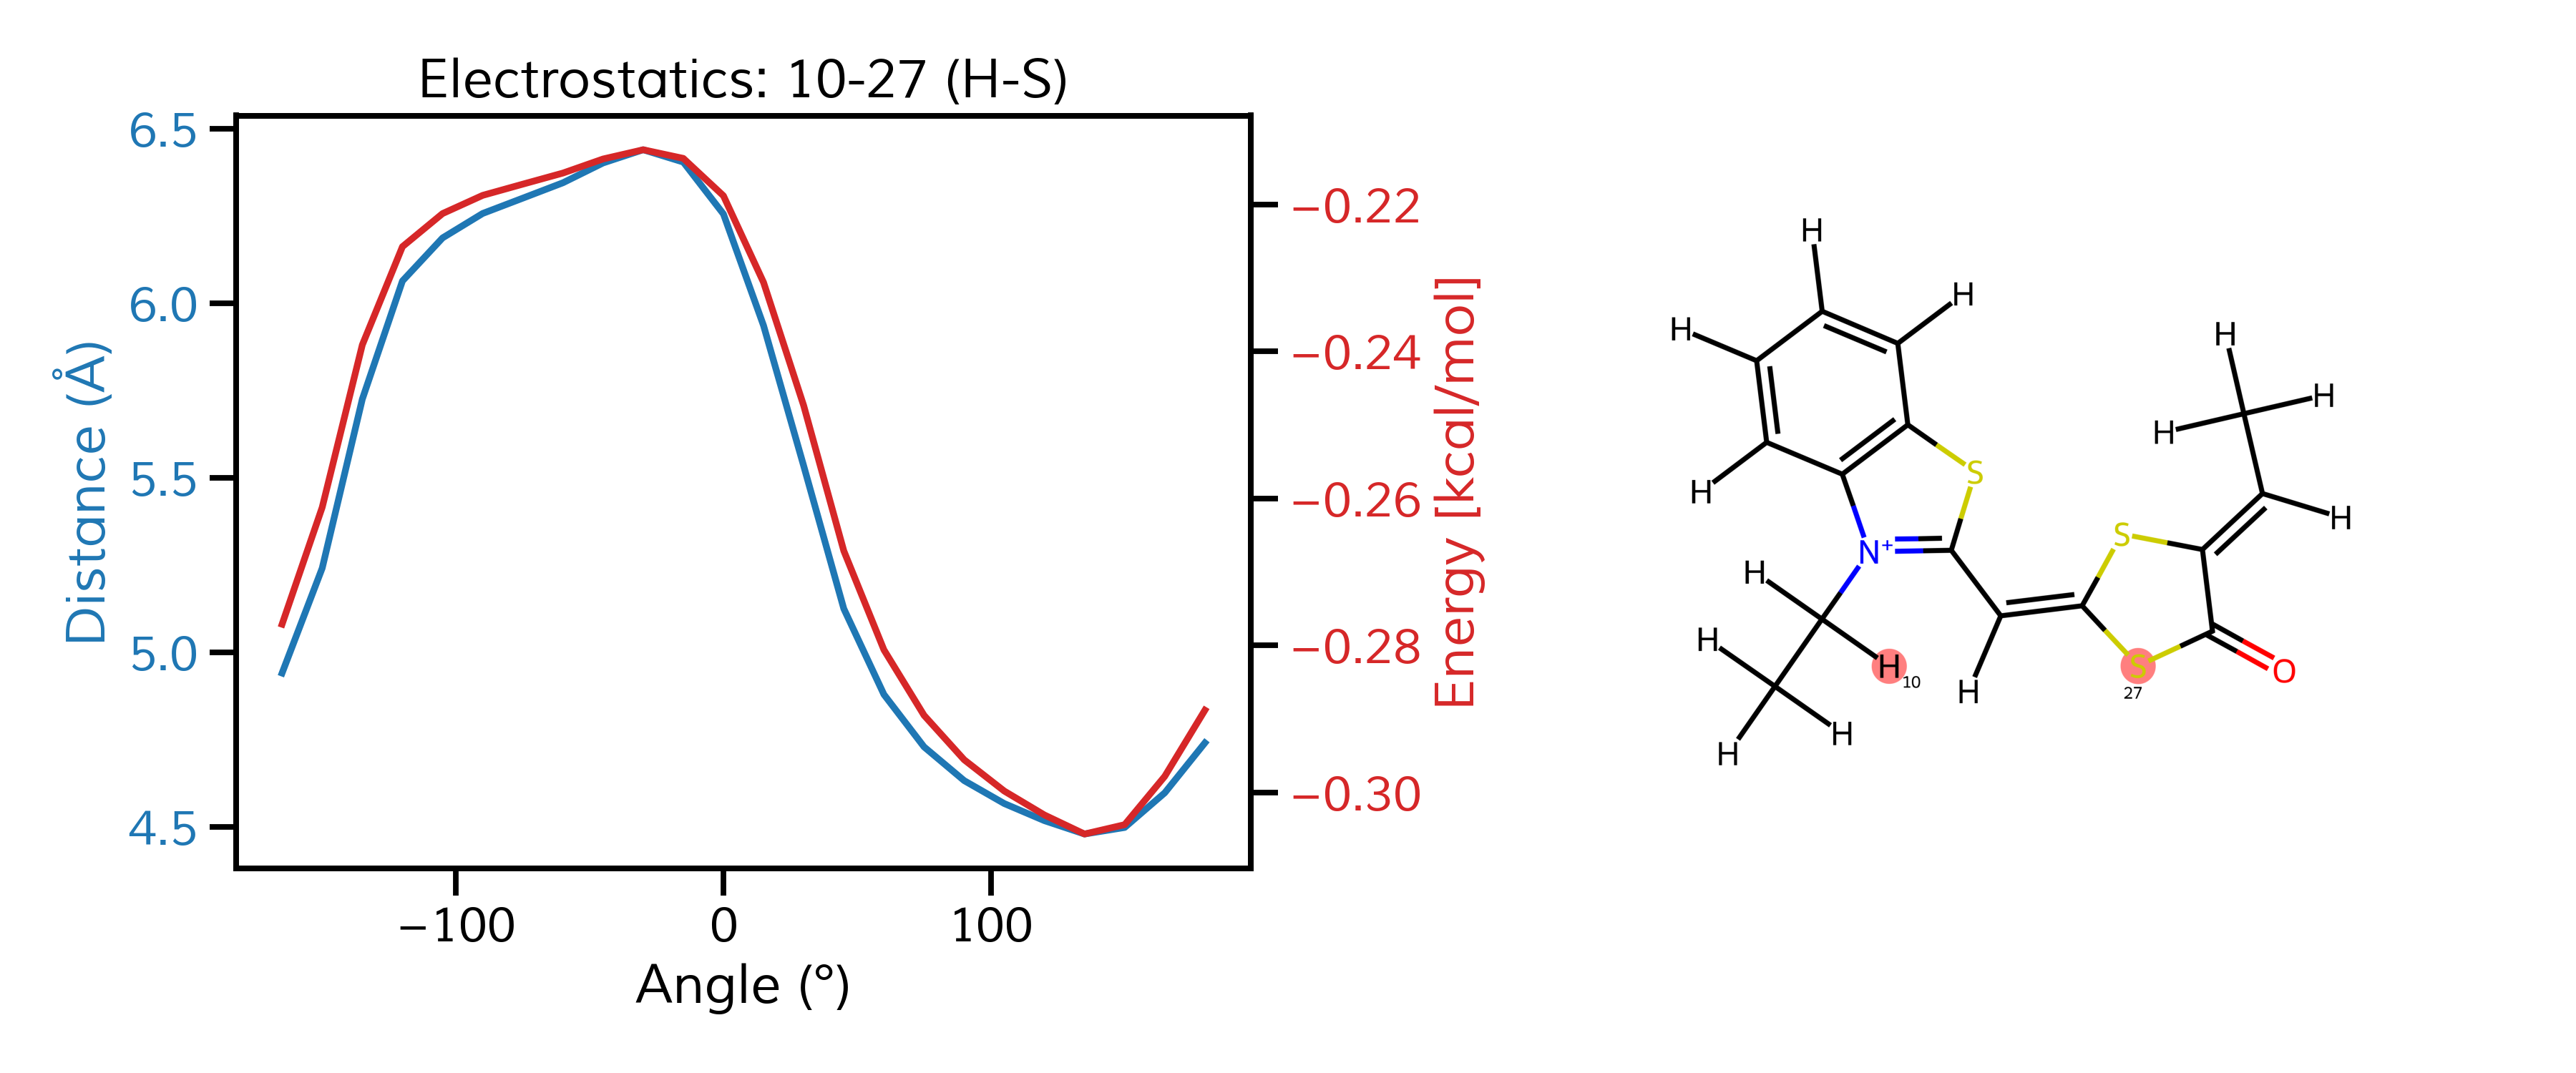 Electrostatics: 10-27 (H-S)
6.5
6.0
5.5
5.0
4.5
Distance (Å)
−0.22
−0.24
−0.26
−0.28
−0.30
Energy [kcal/mol]
−100
0
100
Angle (°)
H
H
H
H
H
H
H
S
H
S
N+
H
H
H 10
S 27
O
H
H
H